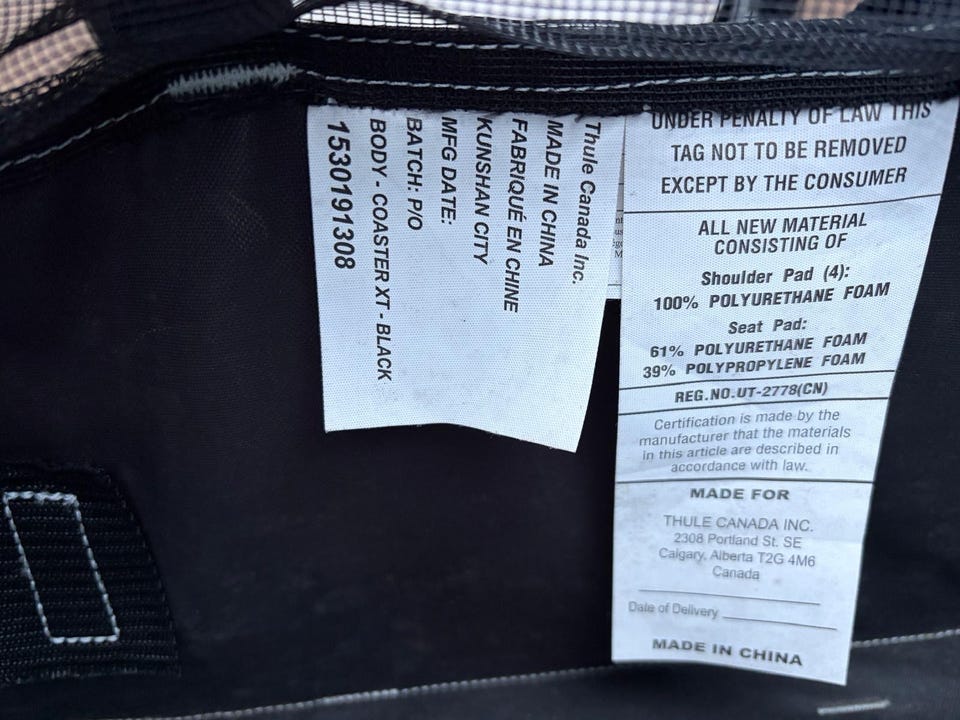 Thule Canada Inc.
MADE IN CHINA
FABRIQUÉ EN CHINE
KUNSHAN CITY
MFG DATE:
BATCH: P/O
BODY - COASTER XT - BLACK
1530191308
UNDER PENALTY OF LAW THIS
TAG NOT TO BE REMOVED
EXCEPT BY THE CONSUMER
ALL NEW MATERIAL
CONSISTING OF
Shoulder Pad (4):
100% POLYURETHANE FOAM
Seat Pad:
61% POLYURETHANE FOAM
39% POLYPROPYLENE FOAM
REG.NO.UT-2778(CN)
Certification is made by the
manufacturer that the materials
in this article are described in
accordance with law.
MADE FOR
THULE CANADA INC.
2308 Portland St. SE
Calgary, Alberta T2G 4M6
Canada
Date of Delivery
MADE IN CHINA